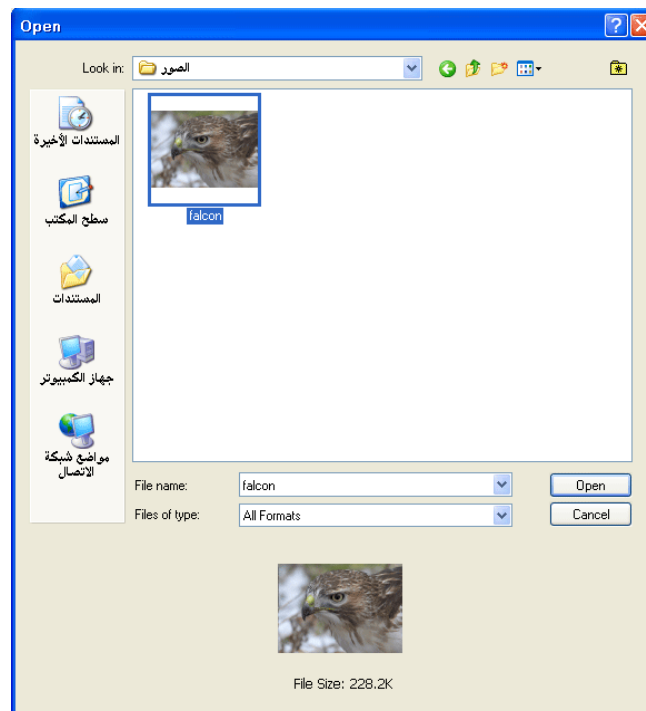 Open
Look in:
الصور
المستندات الأخيرة
سطح المكتب
المستندات
جهاز الكمبيوتر
مواضع شبكة
الاتصال
falcon
File name:
falcon
Open
Files of type:
All Formats
Cancel
File Size: 228.2K